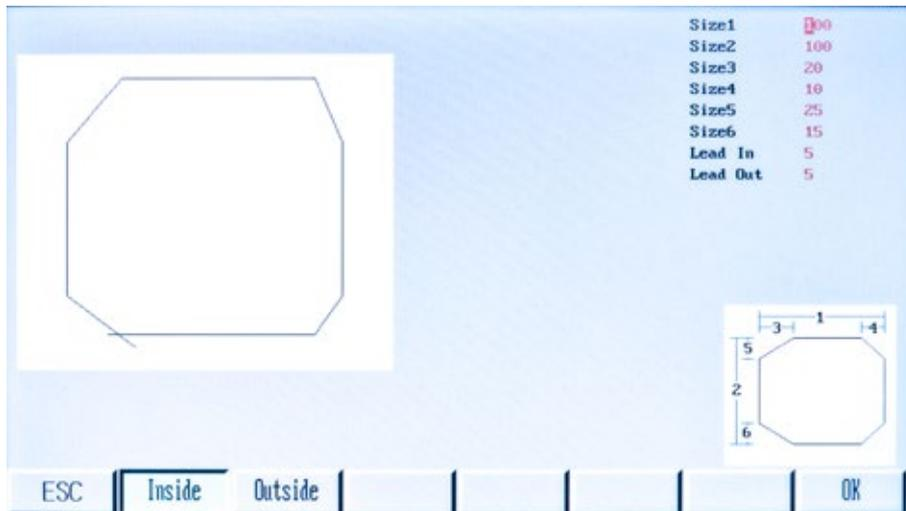 Size1 100
Size2 100
Size3 20
Size4 10
Size5 25
Size6 15
Lead In 5
Lead Out 5
1
3 4
5
2
6
ESC Inside Outside OK